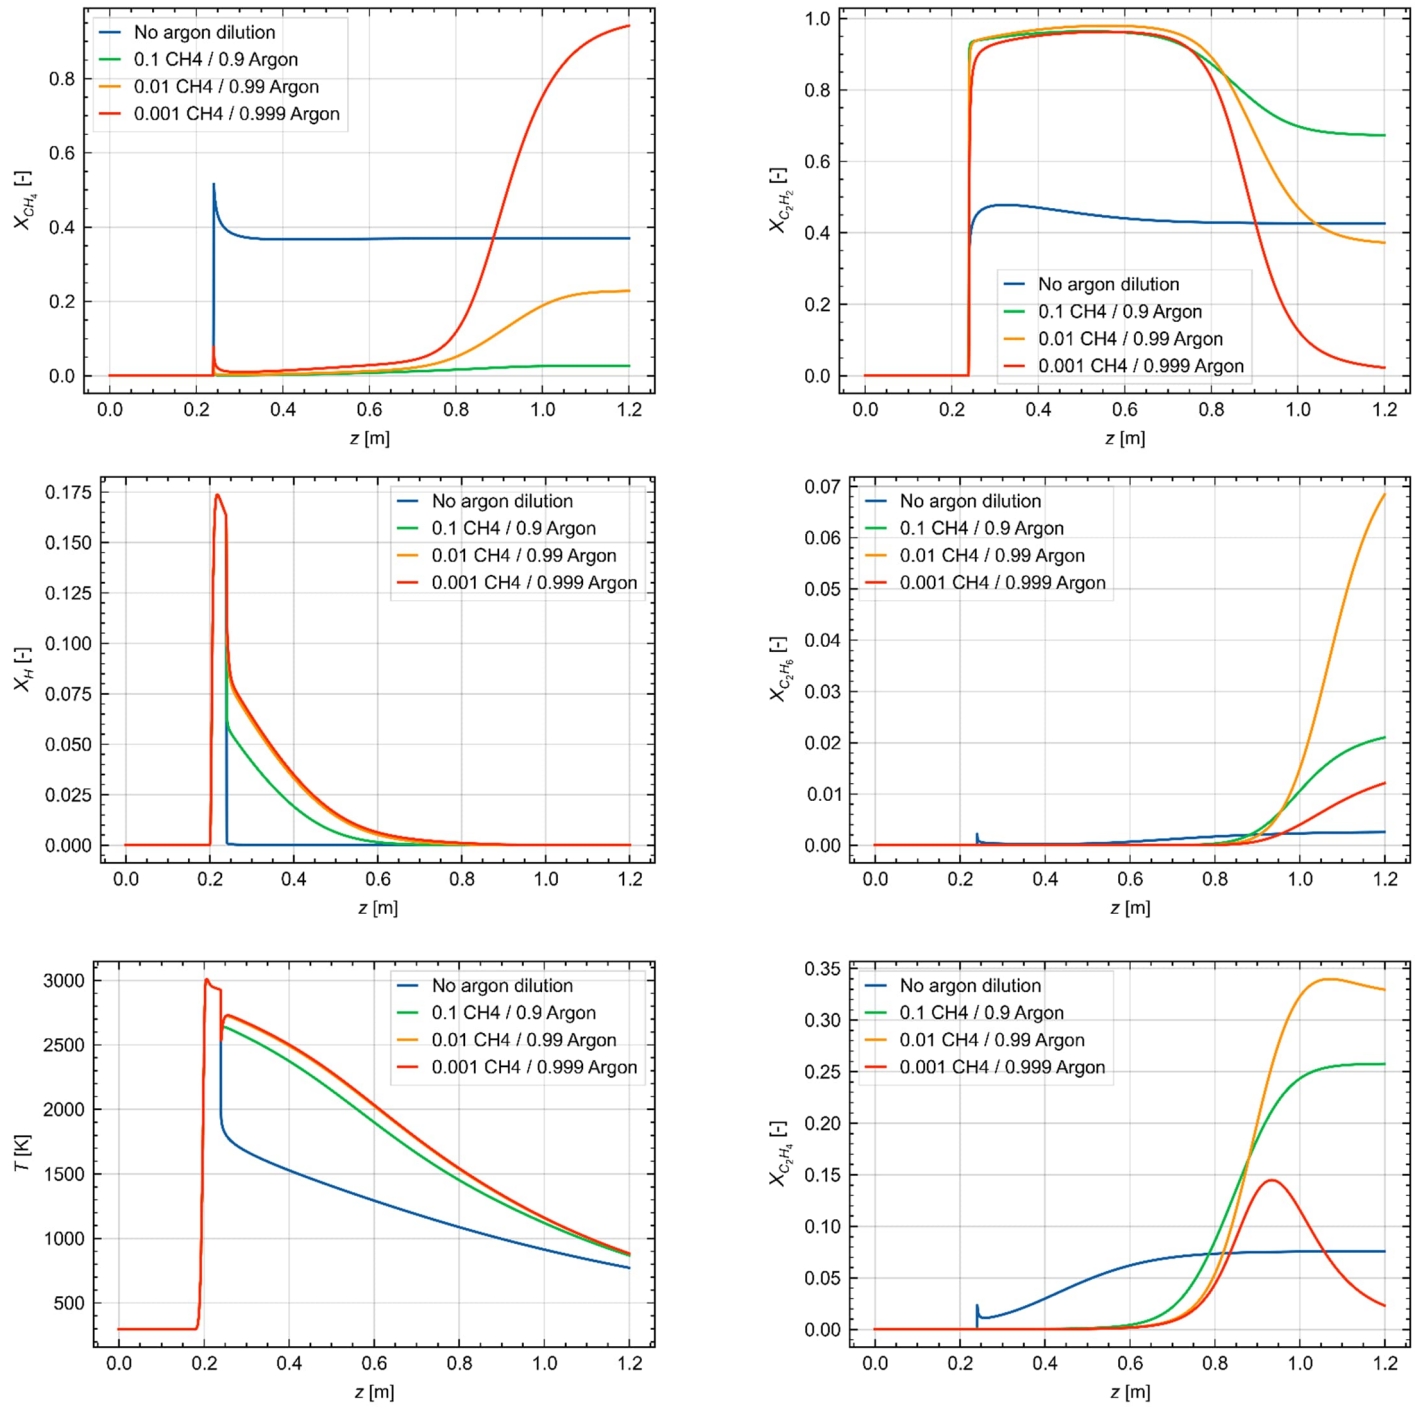 No argon dilution
0.1 CH4 / 0.9 Argon
0.01 CH4 / 0.99 Argon
0.001 CH4 / 0.999 Argon
0.8
0.6
0.4
0.2
0.0
X_{CH_4} [-]
0.0 0.2 0.4 0.6 0.8 1.0 1.2
z [m]
1.0
0.8
0.6
0.4
0.2
0.0
X_{C_2H_2} [-]
No argon dilution
0.1 CH4 / 0.9 Argon
0.01 CH4 / 0.99 Argon
0.001 CH4 / 0.999 Argon
0.0 0.2 0.4 0.6 0.8 1.0 1.2
z [m]
0.175
0.150
0.125
0.100
0.075
0.050
0.025
0.000
X_H [-]
No argon dilution
0.1 CH4 / 0.9 Argon
0.01 CH4 / 0.99 Argon
0.001 CH4 / 0.999 Argon
0.0 0.2 0.4 0.6 0.8 1.0 1.2
z [m]
0.07
0.06
0.05
0.04
0.03
0.02
0.01
0.00
X_{C_2H_6} [-]
No argon dilution
0.1 CH4 / 0.9 Argon
0.01 CH4 / 0.99 Argon
0.001 CH4 / 0.999 Argon
0.0 0.2 0.4 0.6 0.8 1.0 1.2
z [m]
3000
2500
2000
1500
1000
500
T [K]
No argon dilution
0.1 CH4 / 0.9 Argon
0.01 CH4 / 0.99 Argon
0.001 CH4 / 0.999 Argon
0.0 0.2 0.4 0.6 0.8 1.0 1.2
z [m]
0.35
0.30
0.25
0.20
0.15
0.10
0.05
0.00
X_{C_2H_4} [-]
No argon dilution
0.1 CH4 / 0.9 Argon
0.01 CH4 / 0.99 Argon
0.001 CH4 / 0.999 Argon
0.0 0.2 0.4 0.6 0.8 1.0 1.2
z [m]